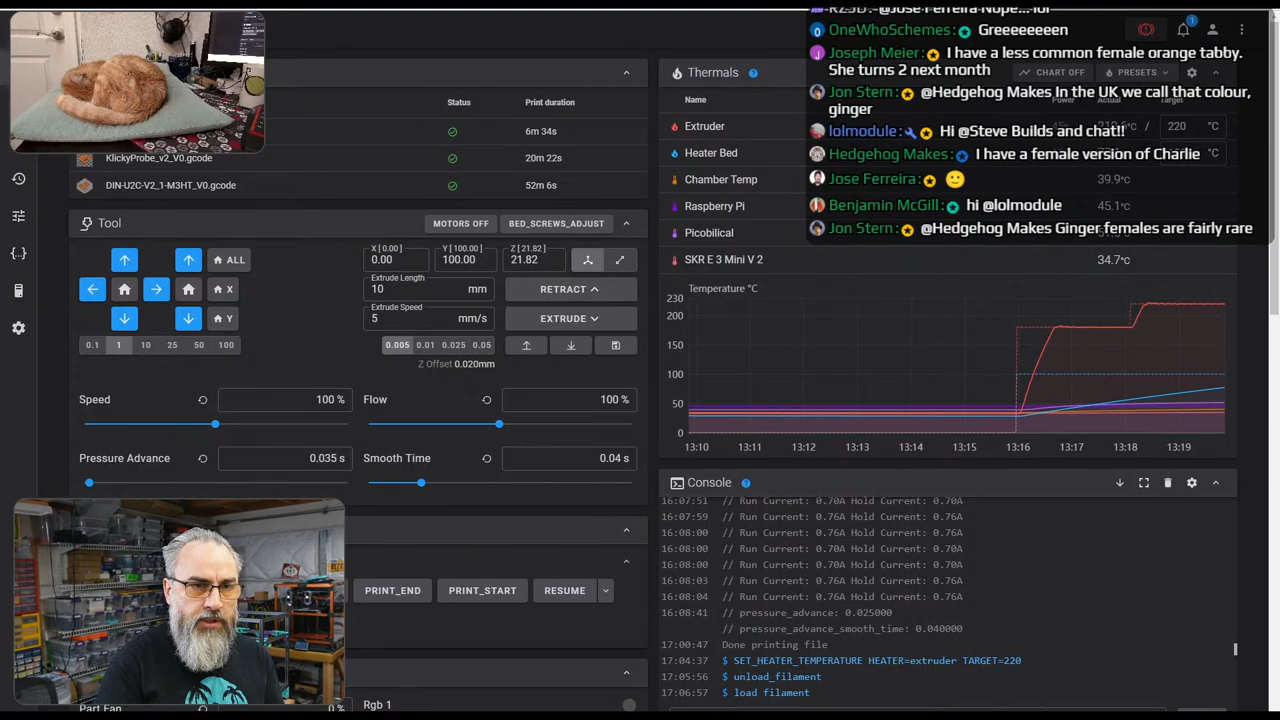 OneWhoSchemes: Greeeeeeen
Joseph Meier: I have a less common female orange tabby.
She turns 2 next month
Jon Stern: @Hedgehog Makes In the UK we call that colour,
ginger
lolmodule: Hi @Steve Builds and chat!!
Hedgehog Makes: I have a female version of Charlie
Jose Ferreira: 🙂
Benjamin McGill: hi @lolmodule
Jon Stern: @Hedgehog Makes Ginger females are fairly rare
Status Print duration
6m 34s
KlickyProbe_v2_V0.gcode 20m 22s
DIN-U2C-V2_1-M3HT_V0.gcode 52m 6s
Tool MOTORS OFF BED_SCREWS_ADJUST
X [ 0.00 ] Y [ 100.00 ] Z [ 21.82 ]
ALL 0.00 100.00 21.82
Extrude Length
X 10 mm RETRACT
Extrude Speed
Y 5 mm/s EXTRUDE
0.1 1 10 25 50 100 0.005 0.01 0.025 0.05
Z Offset 0.020mm
Speed 100 % Flow 100 %
Pressure Advance 0.035 s Smooth Time 0.04 s
PRINT_END PRINT_START RESUME
Part Fan 0 % Rgb 1
Thermals CHART OFF PRESETS
Name Power Actual Target
Extruder / 220 °C
Heater Bed °C
Chamber Temp 39.9°C
Raspberry Pi 45.1°C
Picobilical
SKR E 3 Mini V 2 34.7°C
Temperature °C
230
200
150
100
50
0
13:10 13:11 13:12 13:13 13:14 13:15 13:16 13:17 13:18 13:19
Console
16:07:51 // Run Current: 0.70A Hold Current: 0.70A
16:07:59 // Run Current: 0.76A Hold Current: 0.76A
16:08:00 // Run Current: 0.76A Hold Current: 0.76A
16:08:00 // Run Current: 0.70A Hold Current: 0.70A
16:08:00 // Run Current: 0.70A Hold Current: 0.70A
16:08:03 // Run Current: 0.76A Hold Current: 0.76A
16:08:04 // Run Current: 0.76A Hold Current: 0.76A
16:08:41 // pressure_advance: 0.025000
// pressure_advance_smooth_time: 0.040000
17:00:47 Done printing file
17:04:37 $ SET_HEATER_TEMPERATURE HEATER=extruder TARGET=220
17:05:56 $ unload_filament
17:06:57 $ load filament